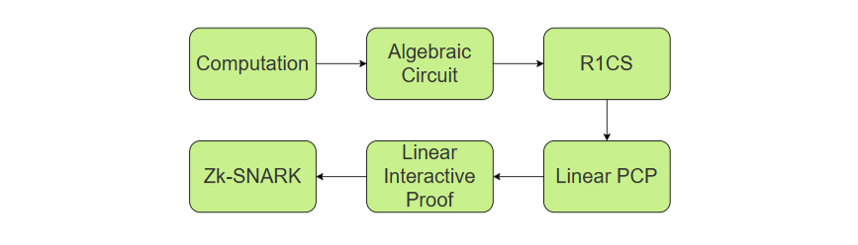 Computation
Algebraic
Circuit
R1CS
Zk-SNARK
Linear
Interactive
Proof
Linear PCP